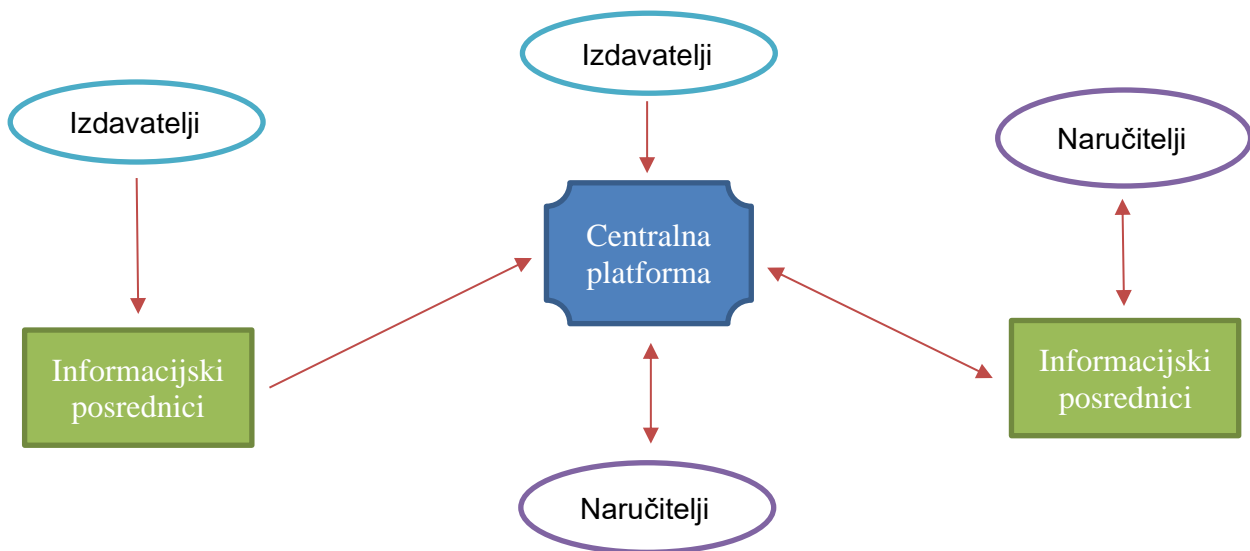 Izdavatelji
Izdavatelji
Naručitelji
Centralna
platforma
Informacijski
posrednici
Informacijski
posrednici
Naručitelji